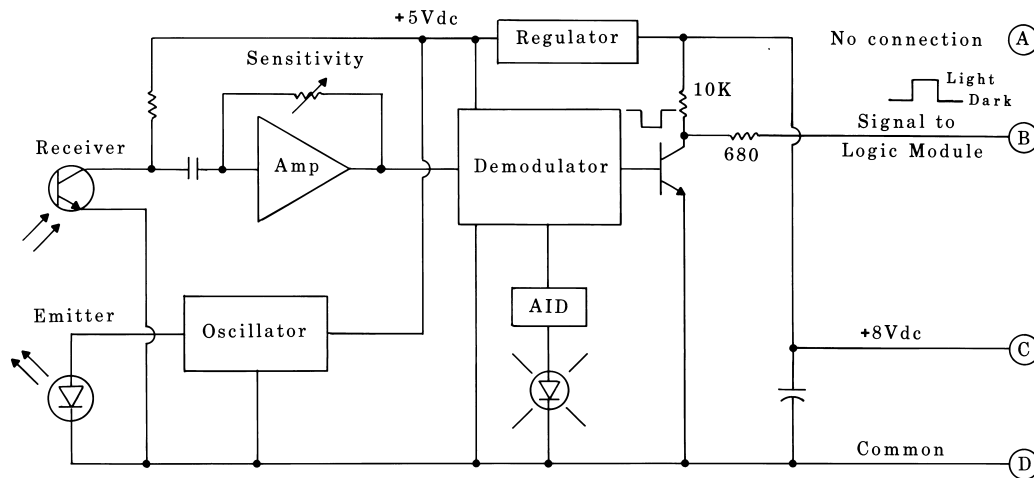 +5Vdc
Regulator
No connection
A
Sensitivity
Light
Dark
10K
Signal to
B
Receiver
Amp
Demodulator
680
Logic Module
AID
Emitter
Oscillator
+8Vdc
C
Common
D